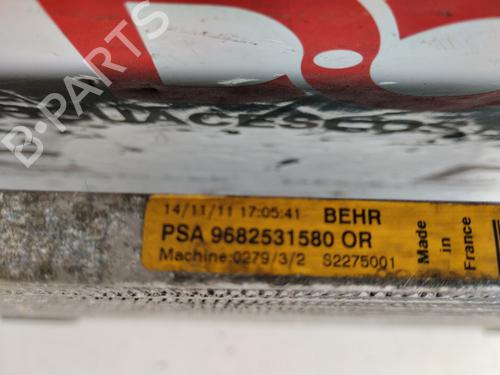 B-PARTS
14/11/11 17:05:41 BEHR
PSA 9682531580 OR
Machine:0279/3/2 S2275001
Made
in
France